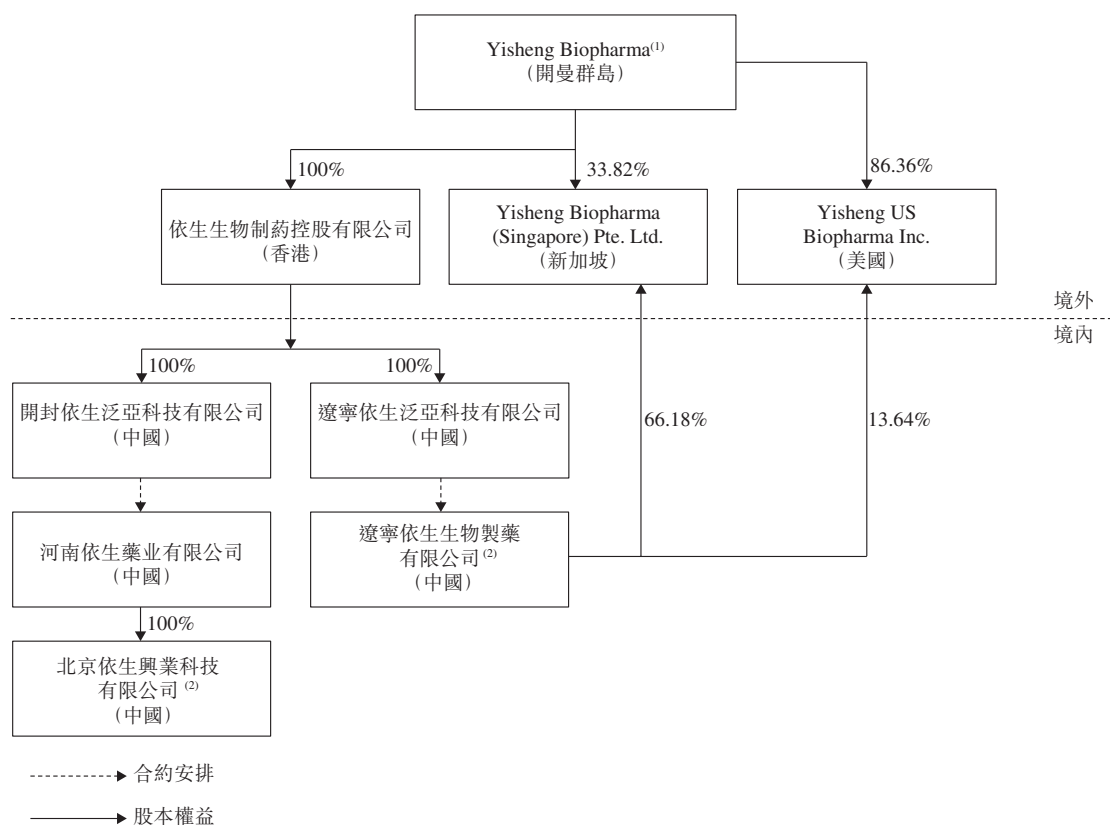 Yisheng Biopharma(1)
（開曼群島）
100%
33.82%
86.36%
依生生物制药控股有限公司
（香港）
Yisheng Biopharma
(Singapore) Pte. Ltd.
（新加坡）
Yisheng US
Biopharma Inc.
（美國）
境外
境內
100%
100%
開封依生泛亞科技有限公司
（中國）
遼寧依生泛亞科技有限公司
（中國）
66.18%
13.64%
河南依生藥业有限公司
（中國）
遼寧依生生物製藥
有限公司(2)
（中國）
100%
北京依生興業科技
有限公司(2)
（中國）
合約安排
股本權益